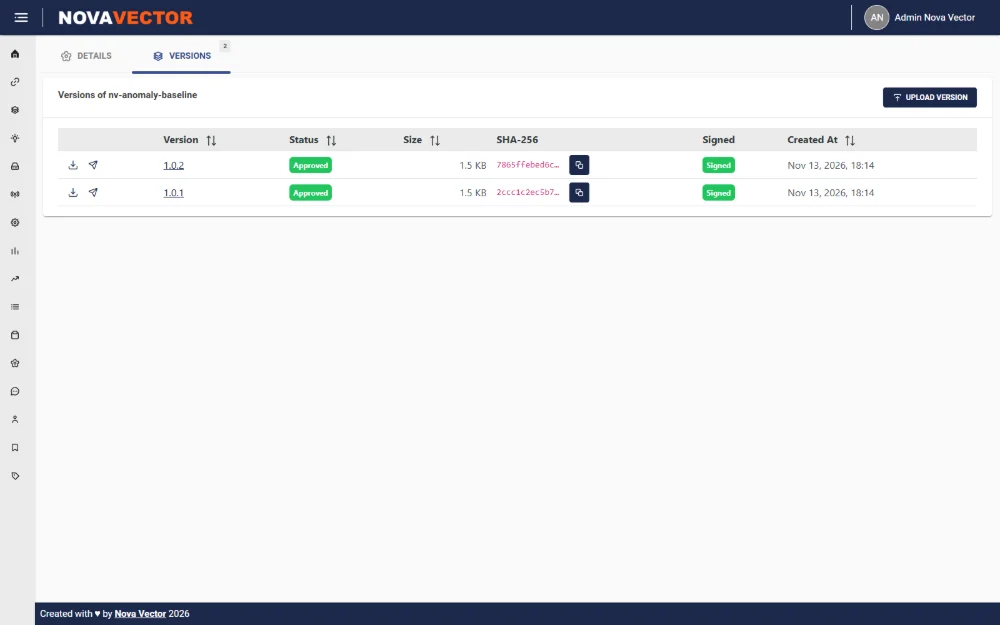 NOVAVECTOR
AN Admin Nova Vector
DETAILS
VERSIONS 2
Versions of nv-anomaly-baseline
UPLOAD VERSION
Version Status Size SHA-256 Signed Created At
1.0.2 Approved 1.5 KB 7865ffebed6c… Signed Nov 13, 2026, 18:14
1.0.1 Approved 1.5 KB 2ccc1c2ec5b7… Signed Nov 13, 2026, 18:14
Created with ♥ by Nova Vector 2026